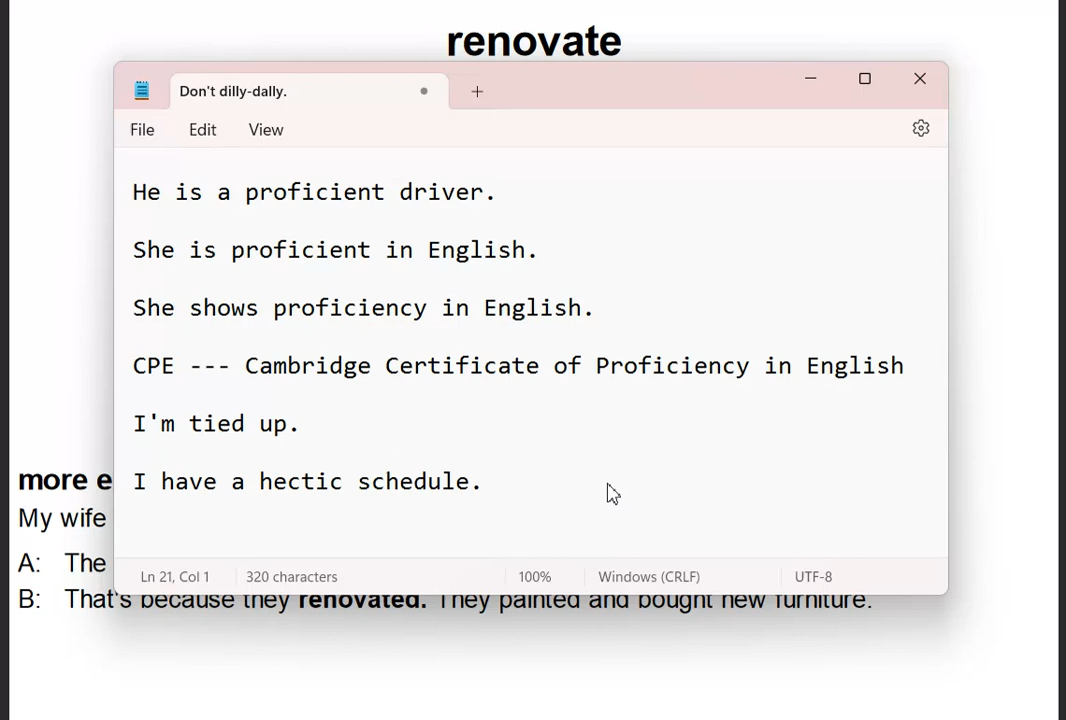 renovate
Don't dilly-dally.
File Edit View
He is a proficient driver.
She is proficient in English.
She shows proficiency in English.
CPE --- Cambridge Certificate of Proficiency in English
I'm tied up.
more e
I have a hectic schedule.
My wife
A: The
Ln 21, Col 1 320 characters 100% Windows (CRLF) UTF-8
B: That's because they renovated. They painted and bought new furniture.